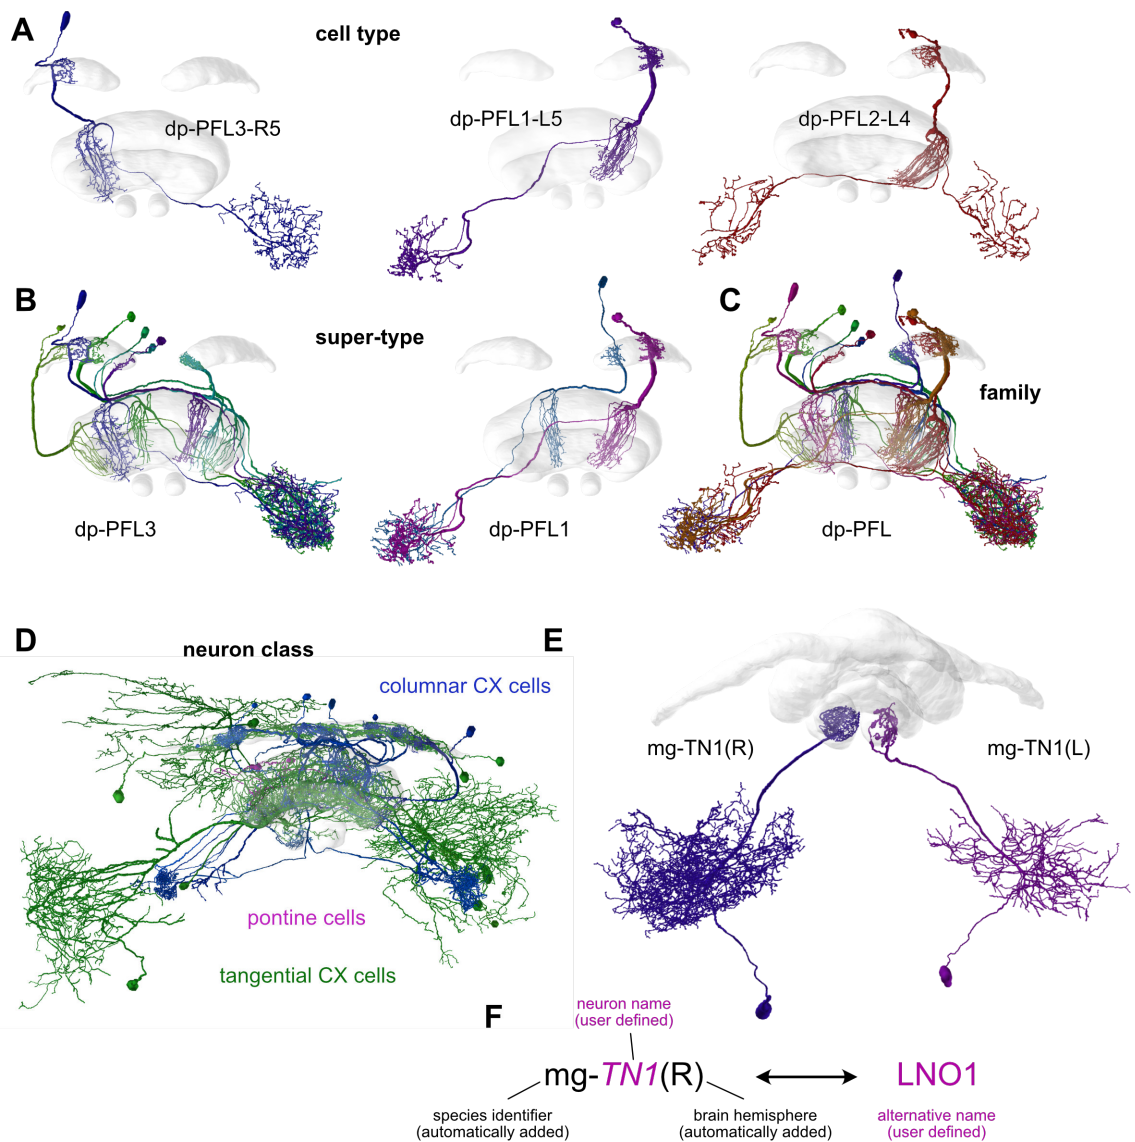 A
cell type
dp-PFL3-R5
dp-PFL1-L5
dp-PFL2-L4
B
super-type
C
family
dp-PFL3
dp-PFL1
dp-PFL
D
neuron class
columnar CX cells
pontine cells
tangential CX cells
E
mg-TN1(R)
mg-TN1(L)
F
neuron name
(user defined)
mg-TN1(R)
LNO1
species identifier
(automatically added)
brain hemisphere
(automatically added)
alternative name
(user defined)